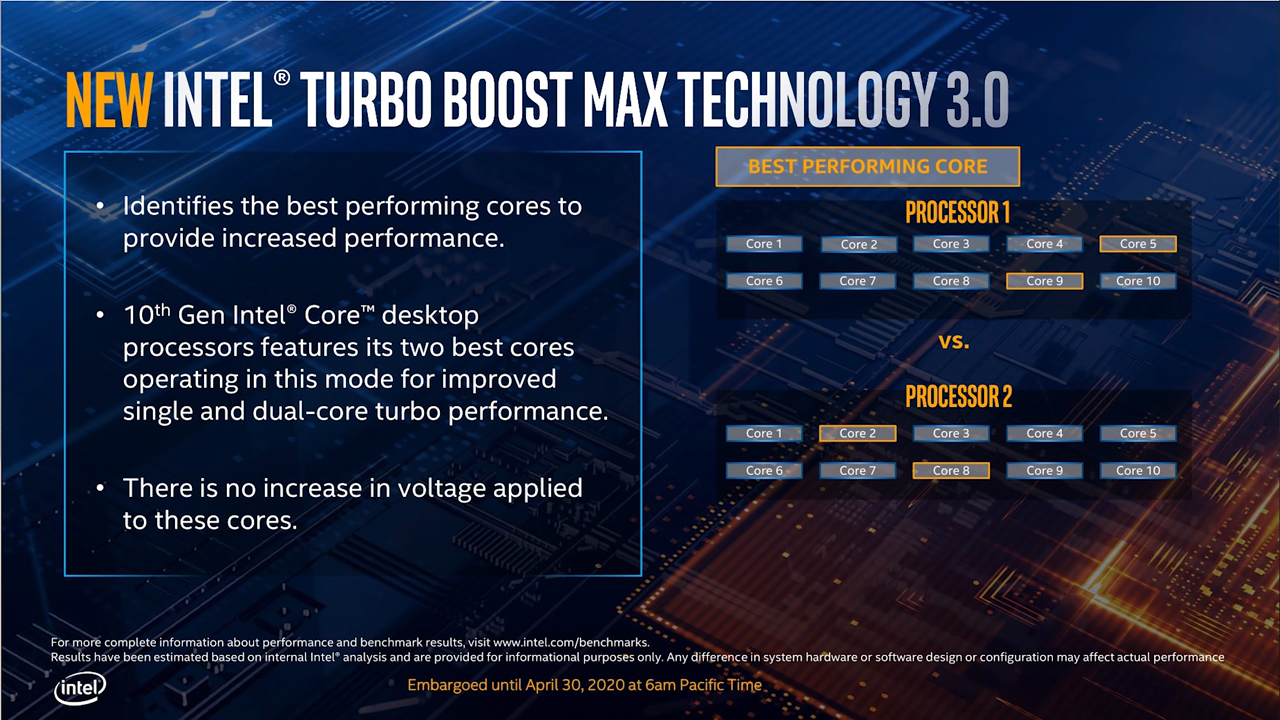 NEW INTEL® TURBO BOOST MAX TECHNOLOGY 3.0
• Identifies the best performing cores to
provide increased performance.
• 10th Gen Intel® Core™ desktop
processors features its two best cores
operating in this mode for improved
single and dual-core turbo performance.
• There is no increase in voltage applied
to these cores.
BEST PERFORMING CORE
PROCESSOR 1
Core 1 Core 2 Core 3 Core 4 Core 5
Core 6 Core 7 Core 8 Core 9 Core 10
vs.
PROCESSOR 2
Core 1 Core 2 Core 3 Core 4 Core 5
Core 6 Core 7 Core 8 Core 9 Core 10
For more complete information about performance and benchmark results, visit www.intel.com/benchmarks.
Results have been estimated based on internal Intel® analysis and are provided for informational purposes only. Any difference in system hardware or software design or configuration may affect actual performance
intel®
Embargoed until April 30, 2020 at 6am Pacific Time